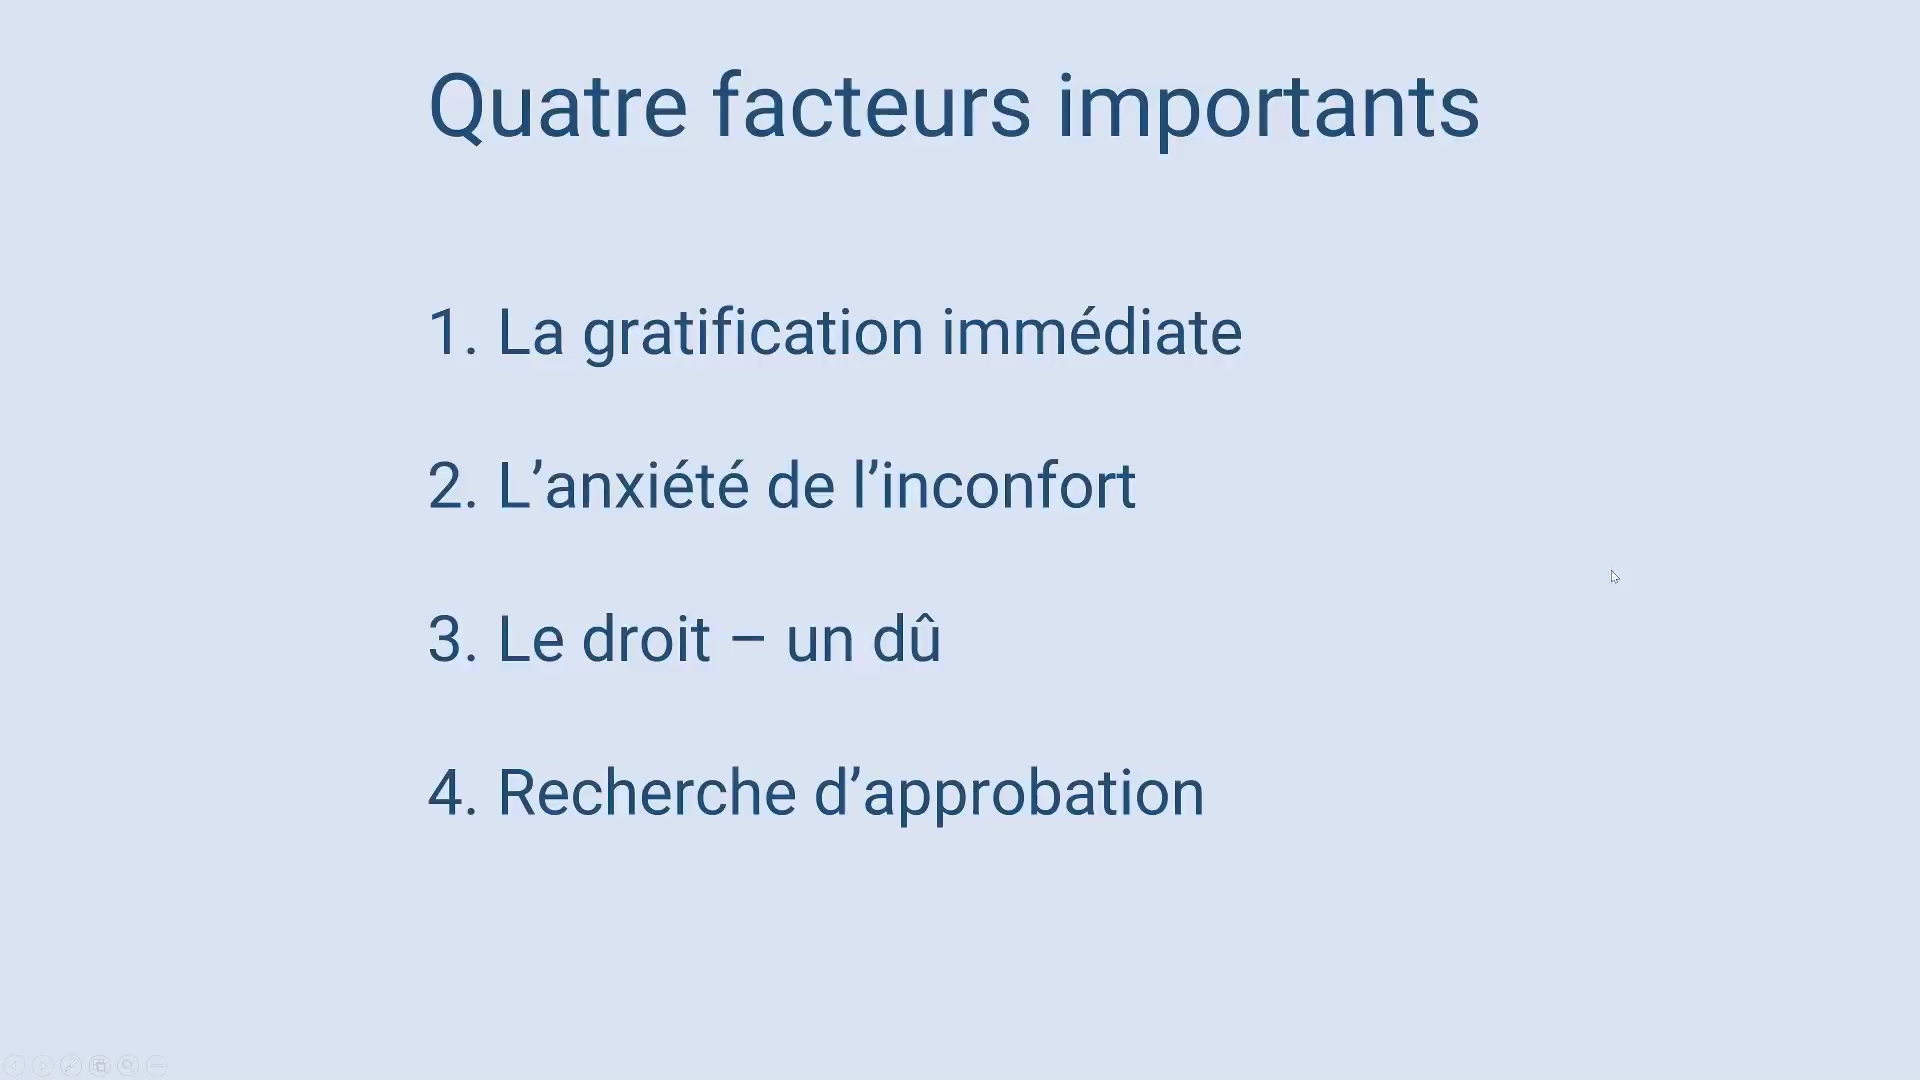 Quatre facteurs importants
1. La gratification immédiate
2. L’anxiété de l’inconfort
3. Le droit – un dû
4. Recherche d’approbation